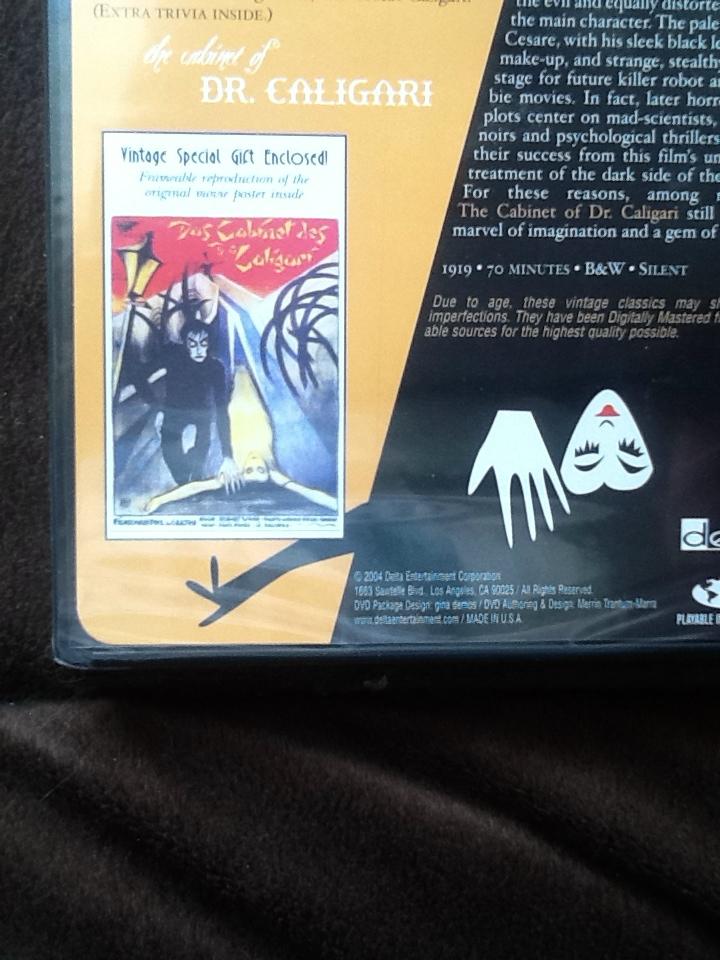 (EXTRA TRIVIA INSIDE.)
the cabinet of
DR. CALIGARI
Vintage Special Gift Enclosed!
Frameable reproduction of the
original movie poster inside
Das Cabinet des
Dr. Caligari
the evil and equally distorte
the main character. The pale
Cesare, with his sleek black
make-up, and strange, stealthy
stage for future killer robot a
bie movies. In fact, later horr
plots center on mad-scientists,
noirs and psychological thrillers
their success from this film's un
treatment of the dark side of the
For these reasons, among
The Cabinet of Dr. Caligari still
marvel of imagination and a gem of
1919 • 70 MINUTES • B&W • SILENT
Due to age, these vintage classics may s
imperfections. They have been Digitally Mastered f
able sources for the highest quality possible.
© 2004 Delta Entertainment Corporation
1663 Sawtelle Blvd., Los Angeles, CA 90025 / All Rights Reserved.
DVD Package Design: gina demos / DVD Authoring & Design: Merrin Trantum-Marra
www.deltaentertainment.com / MADE IN U.S.A.
de
PLAYABLE